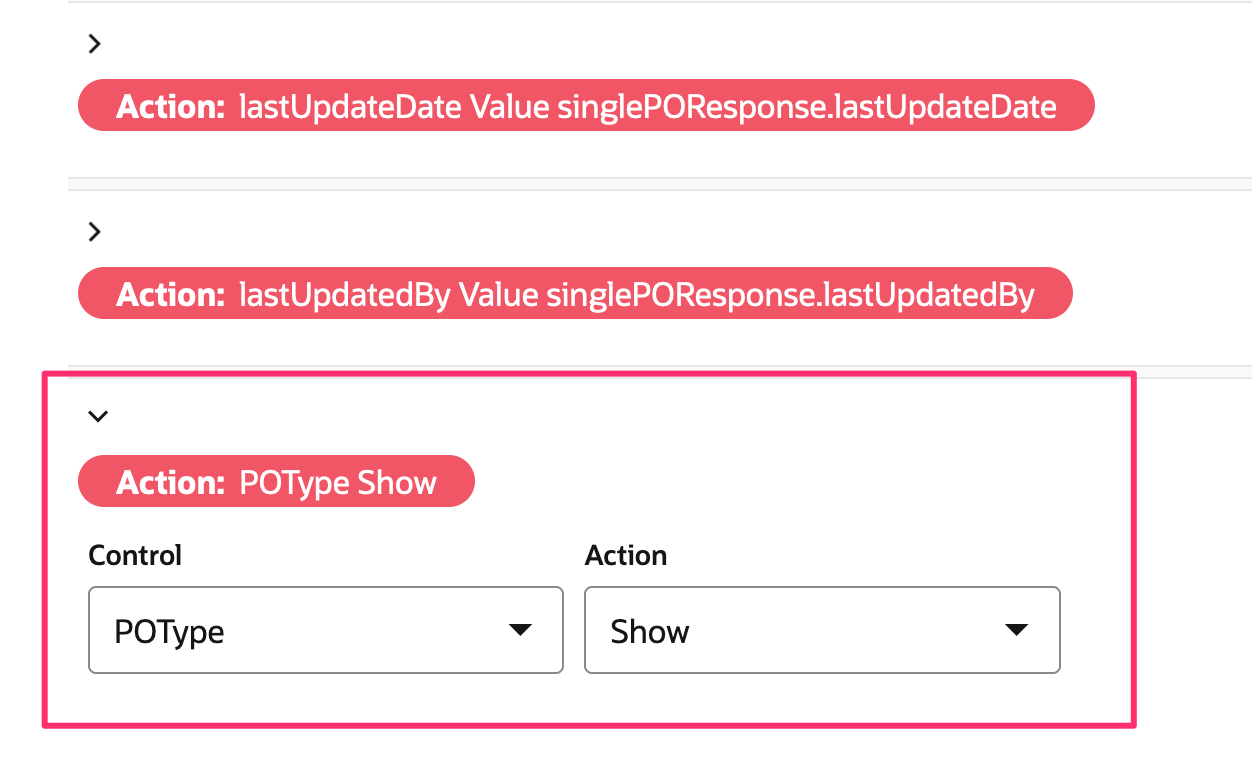 Action: lastUpdateDate Value singlePOResponse.lastUpdateDate
Action: lastUpdatedBy Value singlePOResponse.lastUpdatedBy
Action: POType Show
Control Action
POType Show